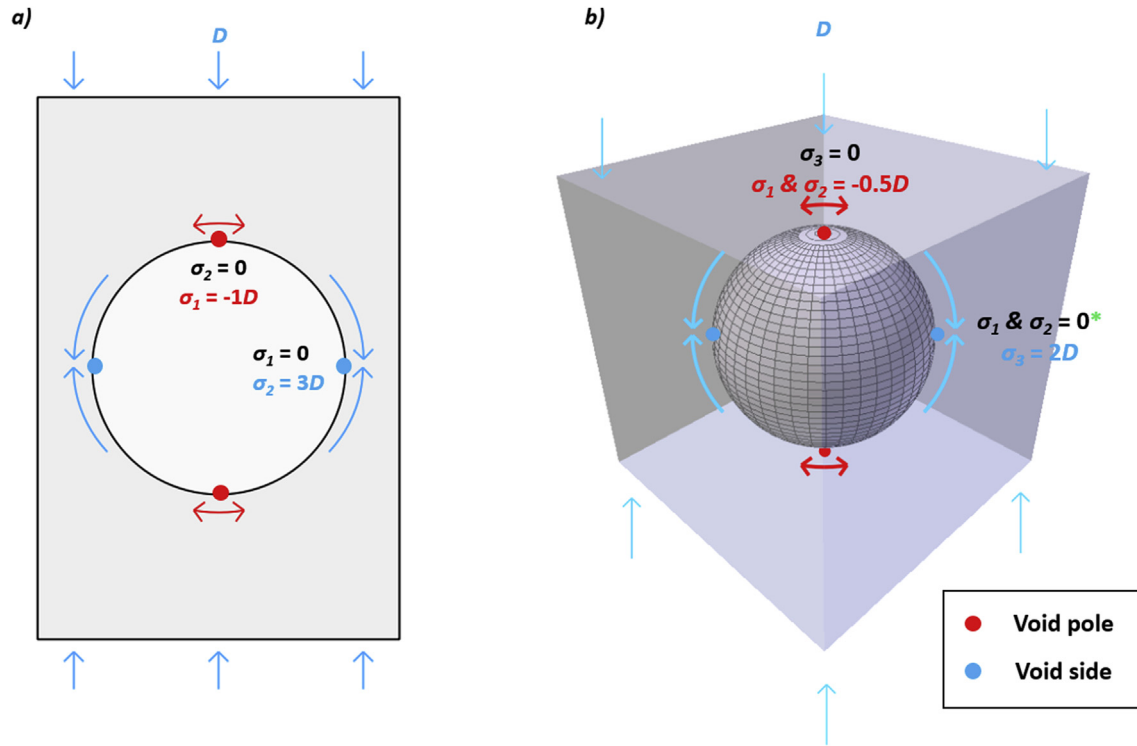 a)
D
σ2 = 0
σ1 = -1D
σ1 = 0
σ2 = 3D
b)
D
σ3 = 0
σ1 & σ2 = -0.5D
σ1 & σ2 = 0*
σ3 = 2D
Void pole
Void side